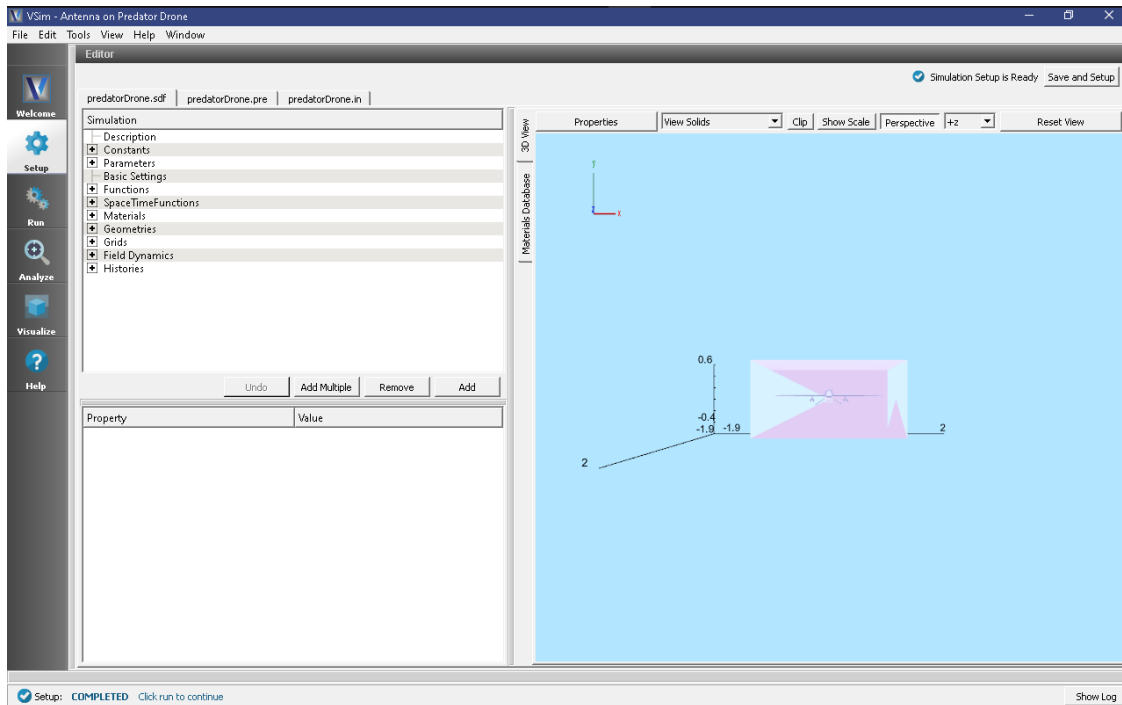 VSim - Antenna on Predator Drone
File Edit Tools View Help Window
Editor
Simulation Setup is Ready Save and Setup
Welcome
Setup
Run
Analyze
Visualize
Help
predatorDrone.sdf predatorDrone.pre predatorDrone.in
Simulation
Description
Constants
Parameters
Basic Settings
Functions
SpaceTimeFunctions
Materials
Geometries
Grids
Field Dynamics
Histories
Undo Add Multiple Remove Add
Property Value
3D View
Materials Database
Properties View Solids Clip Show Scale Perspective +z Reset View
Y
Z X
0.6
-0.4
-1.9 -1.9 2
2
Setup: COMPLETED Click run to continue Show Log